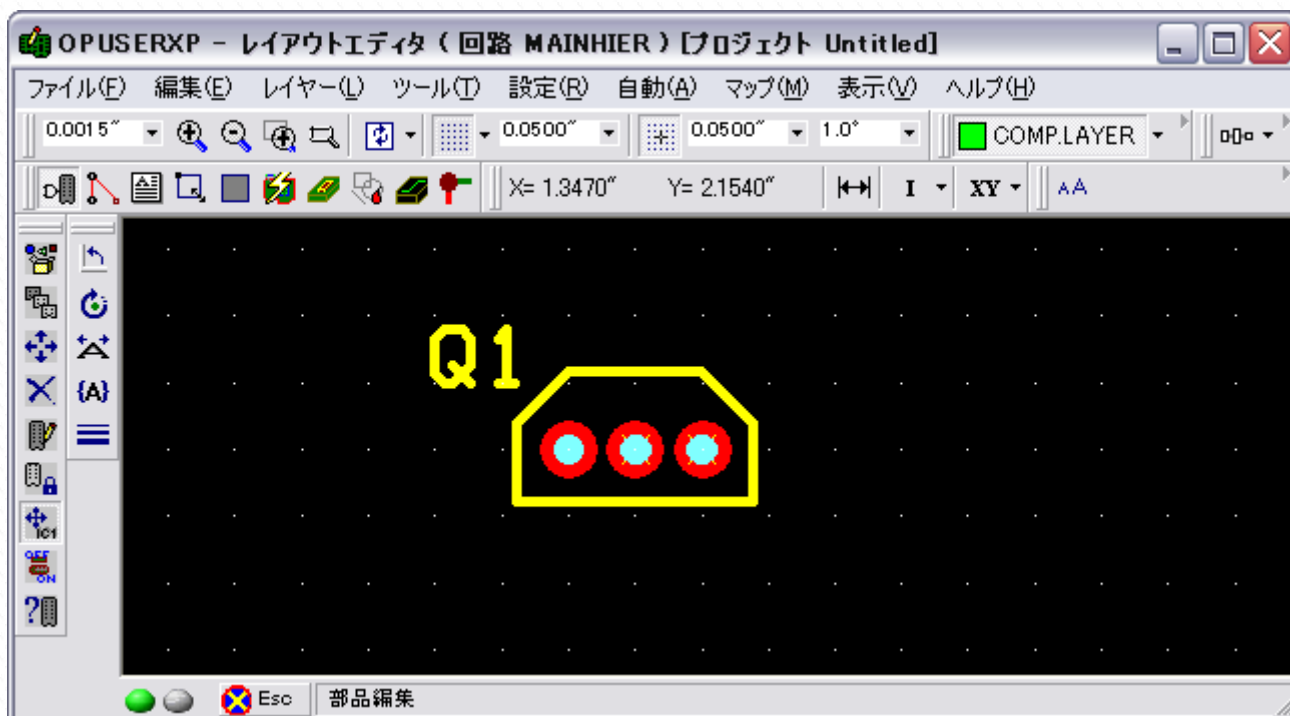 OPUSERXP - レイアウトエディタ ( 回路 MAINHIER ) [プロジェクト Untitled]
ファイル(F) 編集(E) レイヤー(L) ツール(T) 設定(R) 自動(A) マップ(M) 表示(V) ヘルプ(H)
0.0015" 0.0500" 0.0500" 1.0° COMP.LAYER
X= 1.3470" Y= 2.1540" I XY AA
{A}
Q1
IC1
OFF
ON
Esc 部品編集